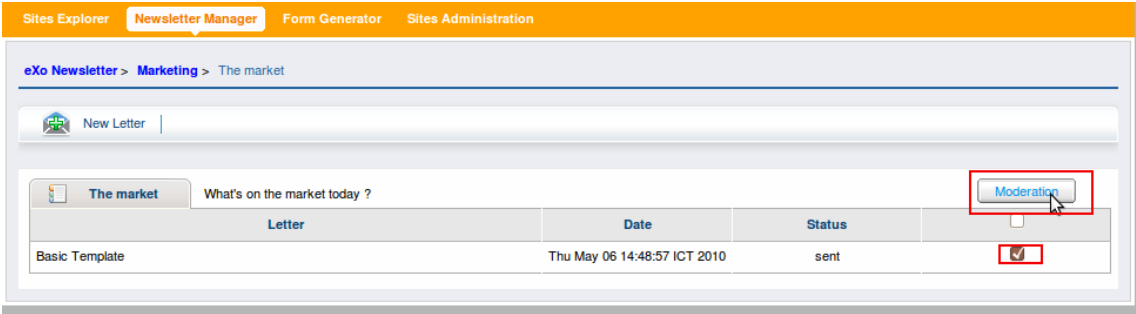 Sites Explorer Newsletter Manager Form Generator Sites Administration
eXo Newsletter > Marketing > The market
New Letter
The market What's on the market today ? Moderation
Letter Date Status
Basic Template Thu May 06 14:48:57 ICT 2010 sent